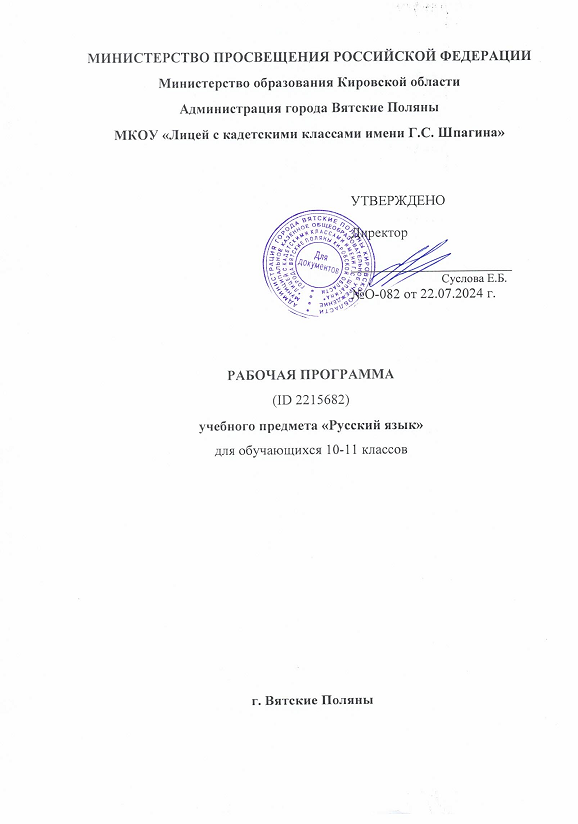 МИНИСТЕРСТВО ПРОСВЕЩЕНИЯ РОССИЙСКОЙ ФЕДЕРАЦИИ
Министерство образования Кировской области
Администрация города Вятские Поляны
МКОУ «Лицей с кадетскими классами имени Г.С. Шпагина»
УТВЕРЖДЕНО
Директор
Для
документов
Суслова Е.Б.
№О-082 от 22.07.2024 г.
РАБОЧАЯ ПРОГРАММА
(ID 2215682)
учебного предмета «Русский язык»
для обучающихся 10-11 классов
г. Вятские Поляны